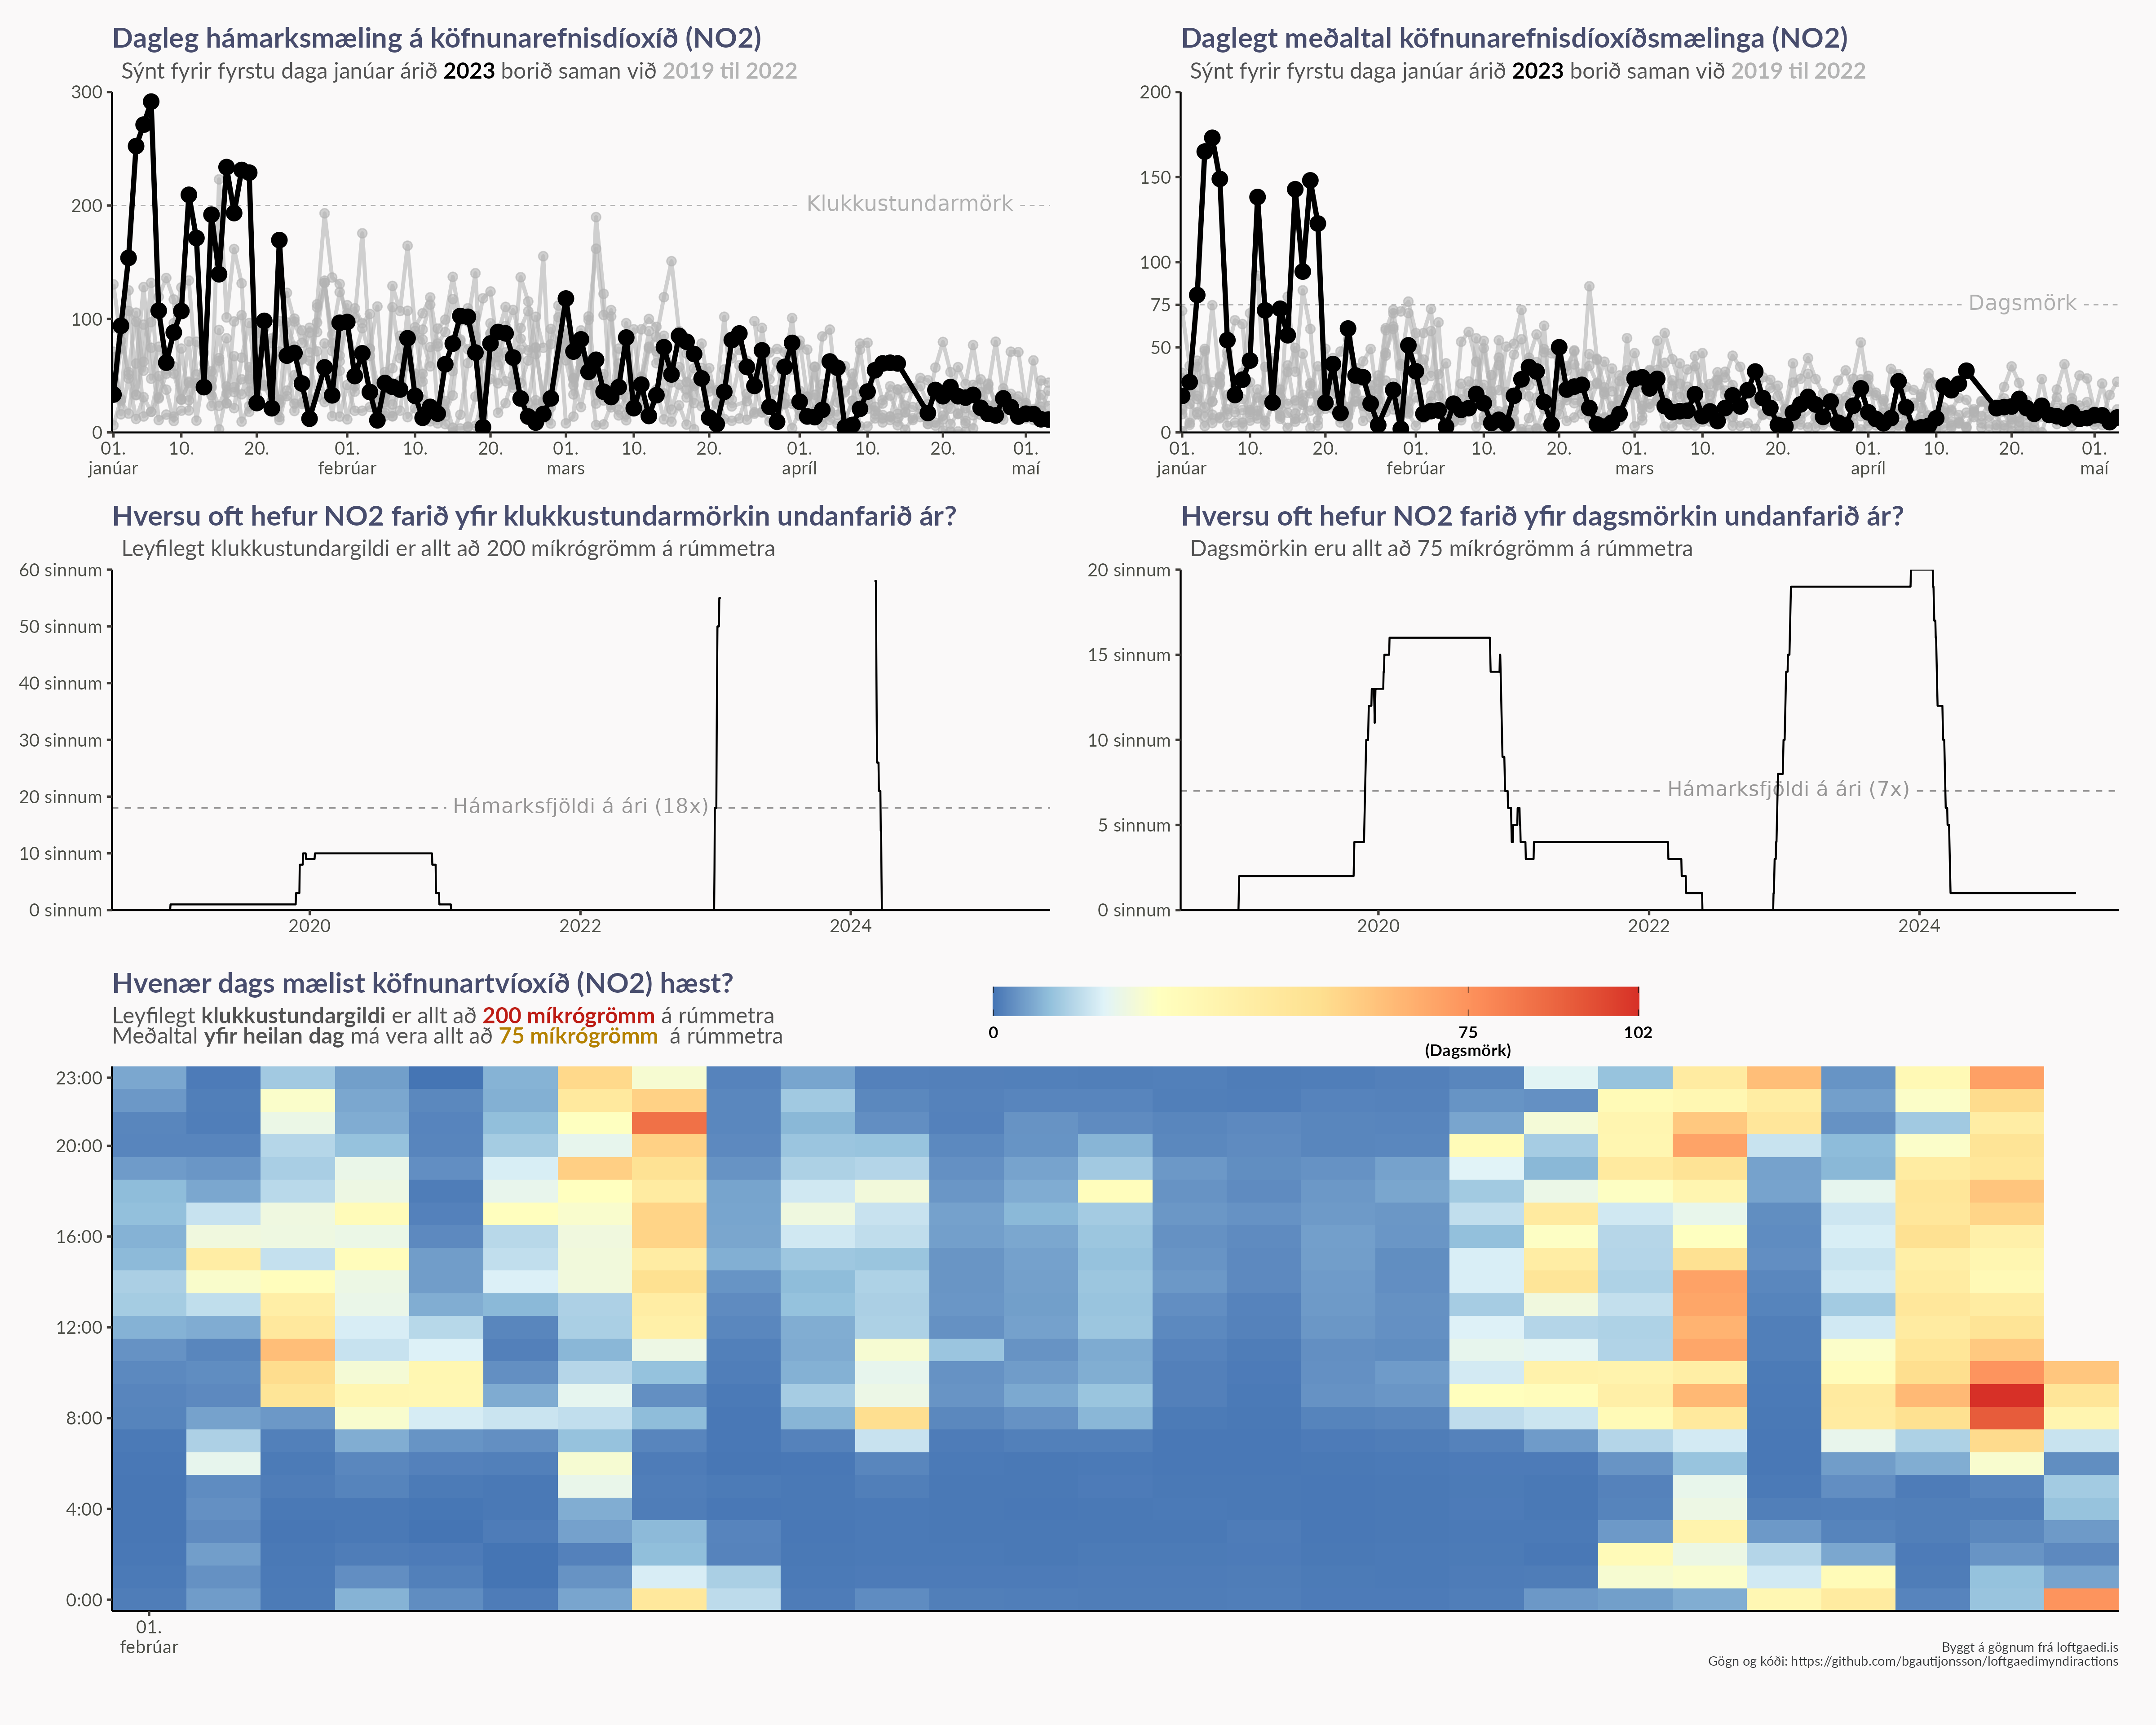 Dagleg hámarksmæling á köfnunarefnisdíoxíð (NO2)
Sýnt fyrir fyrstu daga janúar árið 2023 borið saman við 2019 til 2022
300
200
100
0
Klukkustundarmörk
01. 10. 20. 01. 10. 20. 01. 10. 20. 01. 10. 20. 01.
janúar febrúar mars apríl maí
Daglegt meðaltal köfnunarefnisdíoxíðsmælinga (NO2)
Sýnt fyrir fyrstu daga janúar árið 2023 borið saman við 2019 til 2022
200
150
100
75
50
0
Dagsmörk
01. 10. 20. 01. 10. 20. 01. 10. 20. 01. 10. 20. 01.
janúar febrúar mars apríl maí
Hversu oft hefur NO2 farið yfir klukkustundarmörkin undanfarið ár?
Leyfilegt klukkustundargildi er allt að 200 míkrógrömm á rúmmetra
60 sinnum
50 sinnum
40 sinnum
30 sinnum
20 sinnum
10 sinnum
0 sinnum
Hámarksfjöldi á ári (18x)
2020 2022 2024
Hversu oft hefur NO2 farið yfir dagsmörkin undanfarið ár?
Dagsmörkin eru allt að 75 míkrógrömm á rúmmetra
20 sinnum
15 sinnum
10 sinnum
5 sinnum
0 sinnum
Hámarksfjöldi á ári (7x)
2020 2022 2024
Hvenær dags mælist köfnunartvíoxíð (NO2) hæst?
Leyfilegt klukkustundargildi er allt að 200 míkrógrömm á rúmmetra
Meðaltal yfir heilan dag má vera allt að 75 míkrógrömm á rúmmetra
0 75 102
(Dagsmörk)
23:00
20:00
16:00
12:00
8:00
4:00
0:00
01.
febrúar
Byggt á gögnum frá loftgaedi.is
Gögn og kóði: https://github.com/bgautijonsson/loftgaedimyndiractions